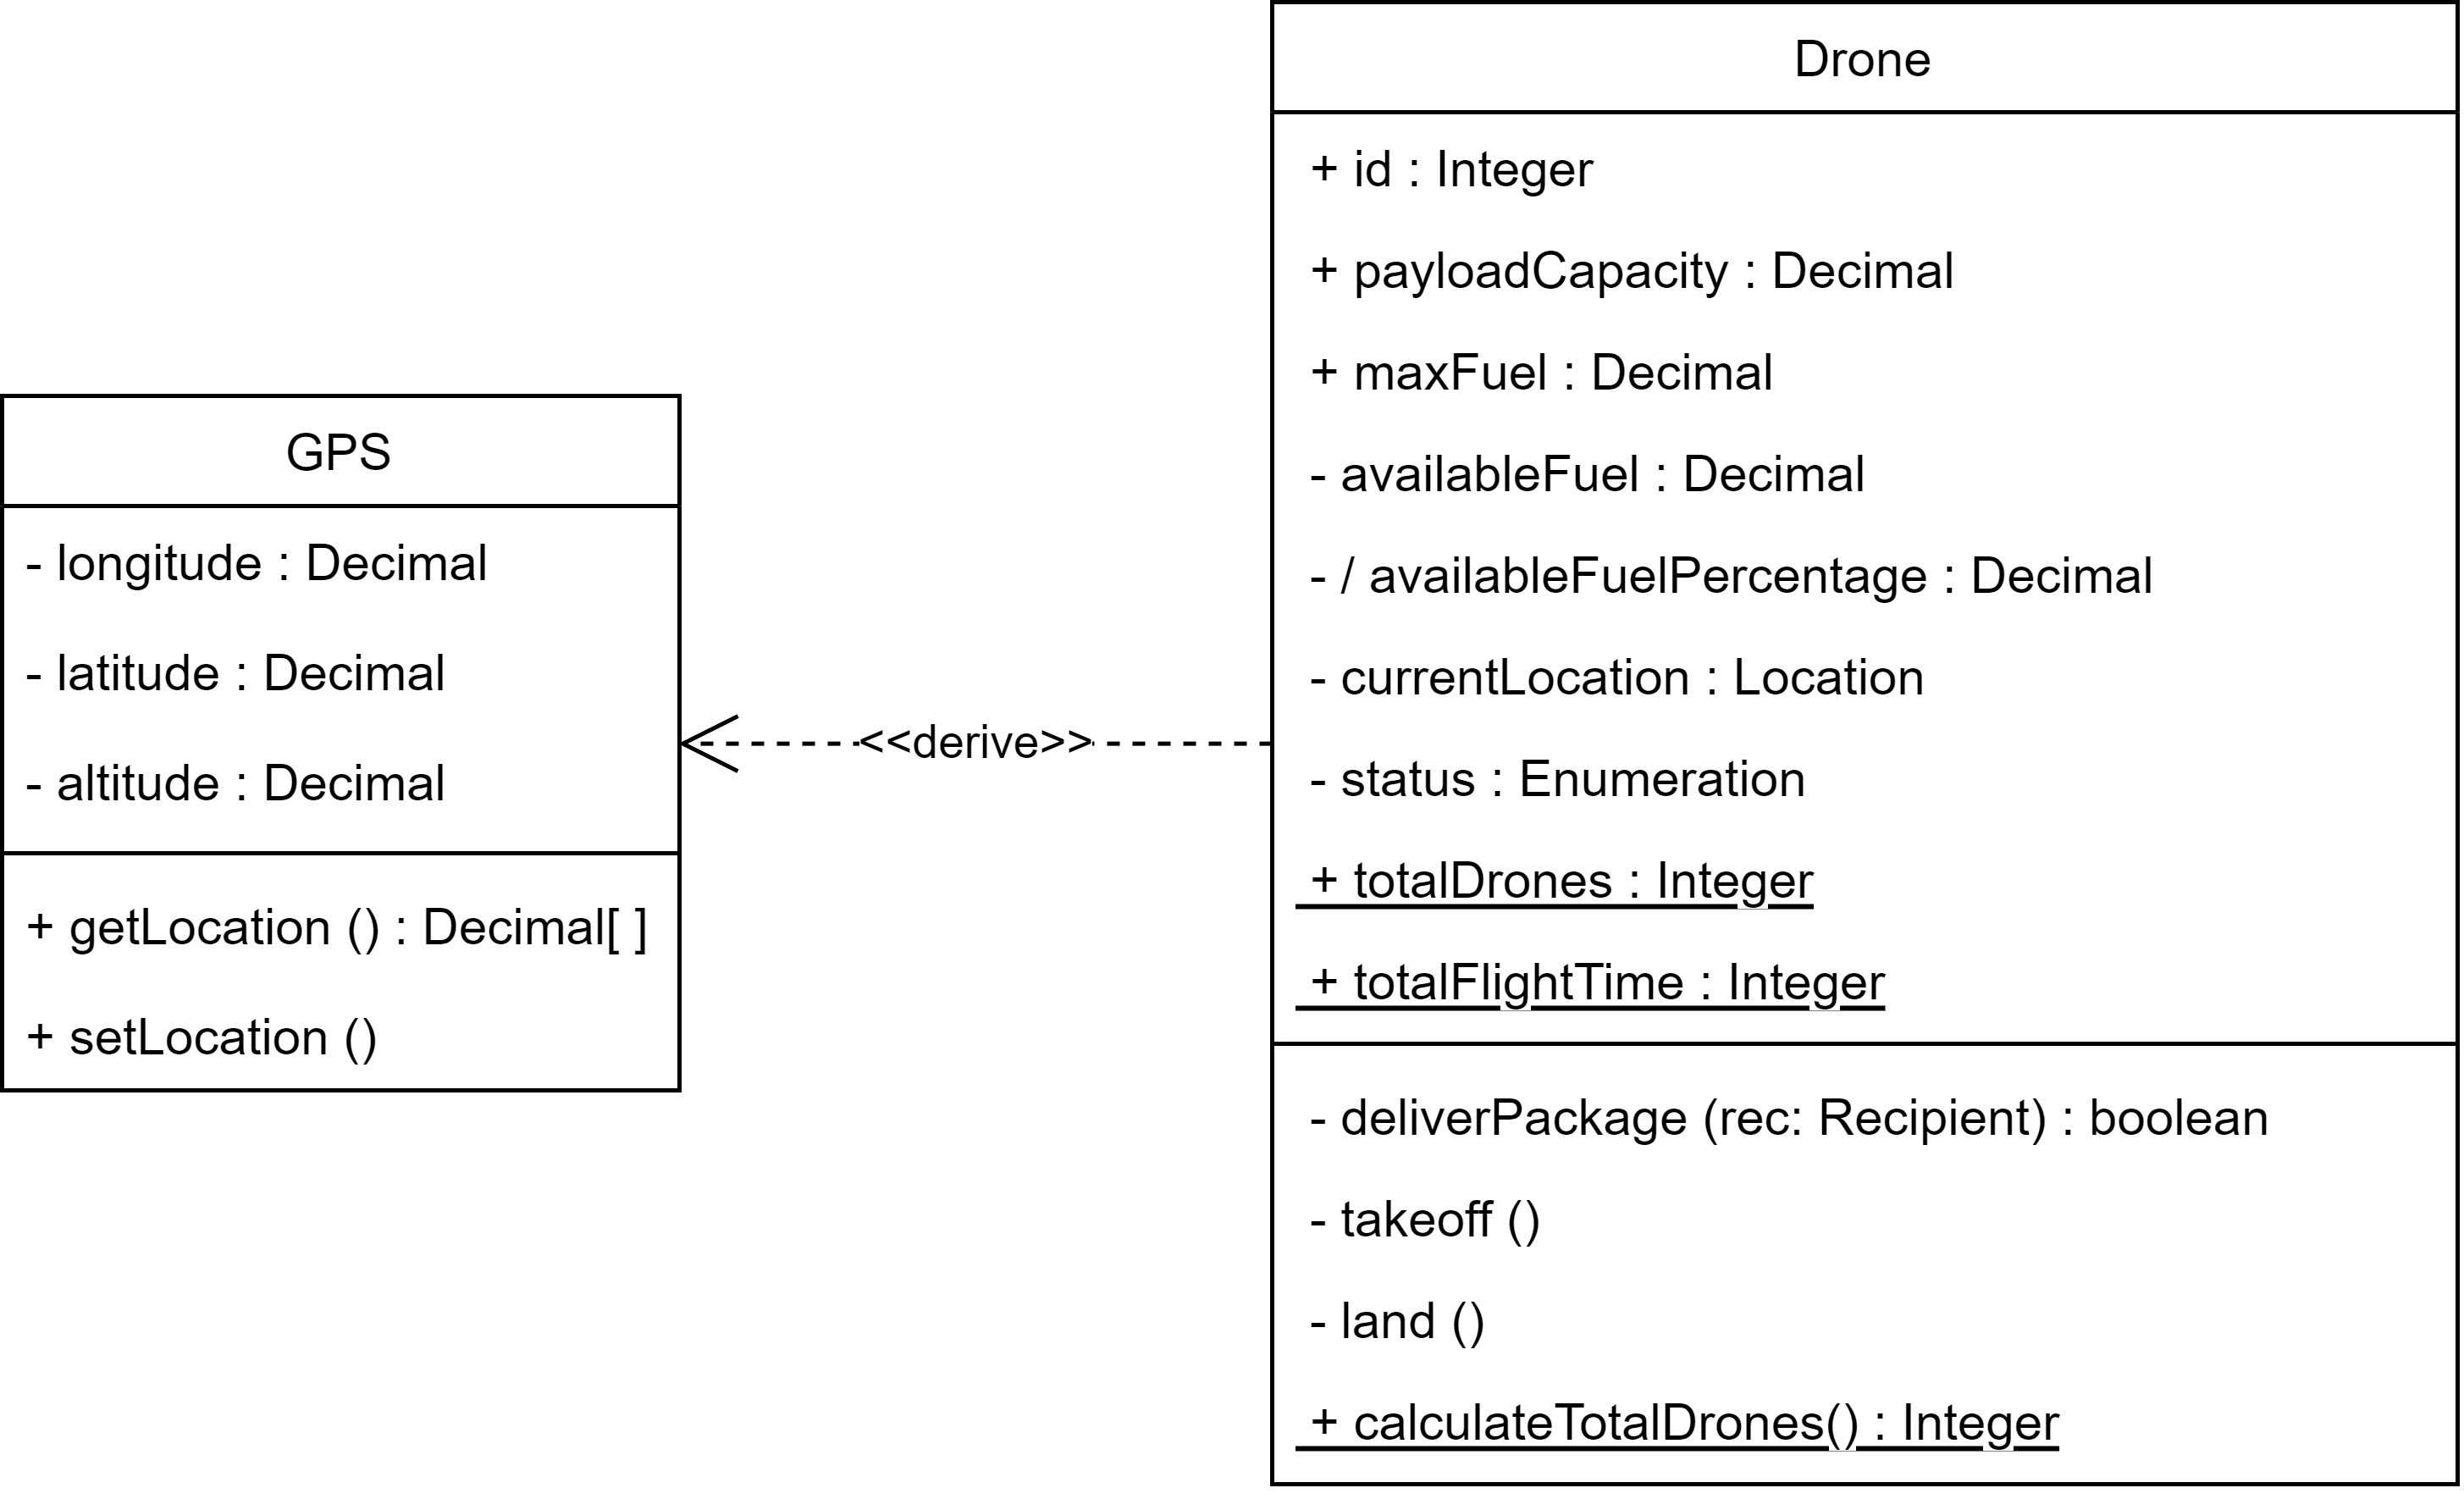 GPS
- longitude : Decimal
- latitude : Decimal
- altitude : Decimal
+ getLocation () : Decimal[ ]
+ setLocation ()
<<derive>>
Drone
+ id : Integer
+ payloadCapacity : Decimal
+ maxFuel : Decimal
- availableFuel : Decimal
- / availableFuelPercentage : Decimal
- currentLocation : Location
- status : Enumeration
+ totalDrones : Integer
+ totalFlightTime : Integer
- deliverPackage (rec: Recipient) : boolean
- takeoff ()
- land ()
+ calculateTotalDrones() : Integer